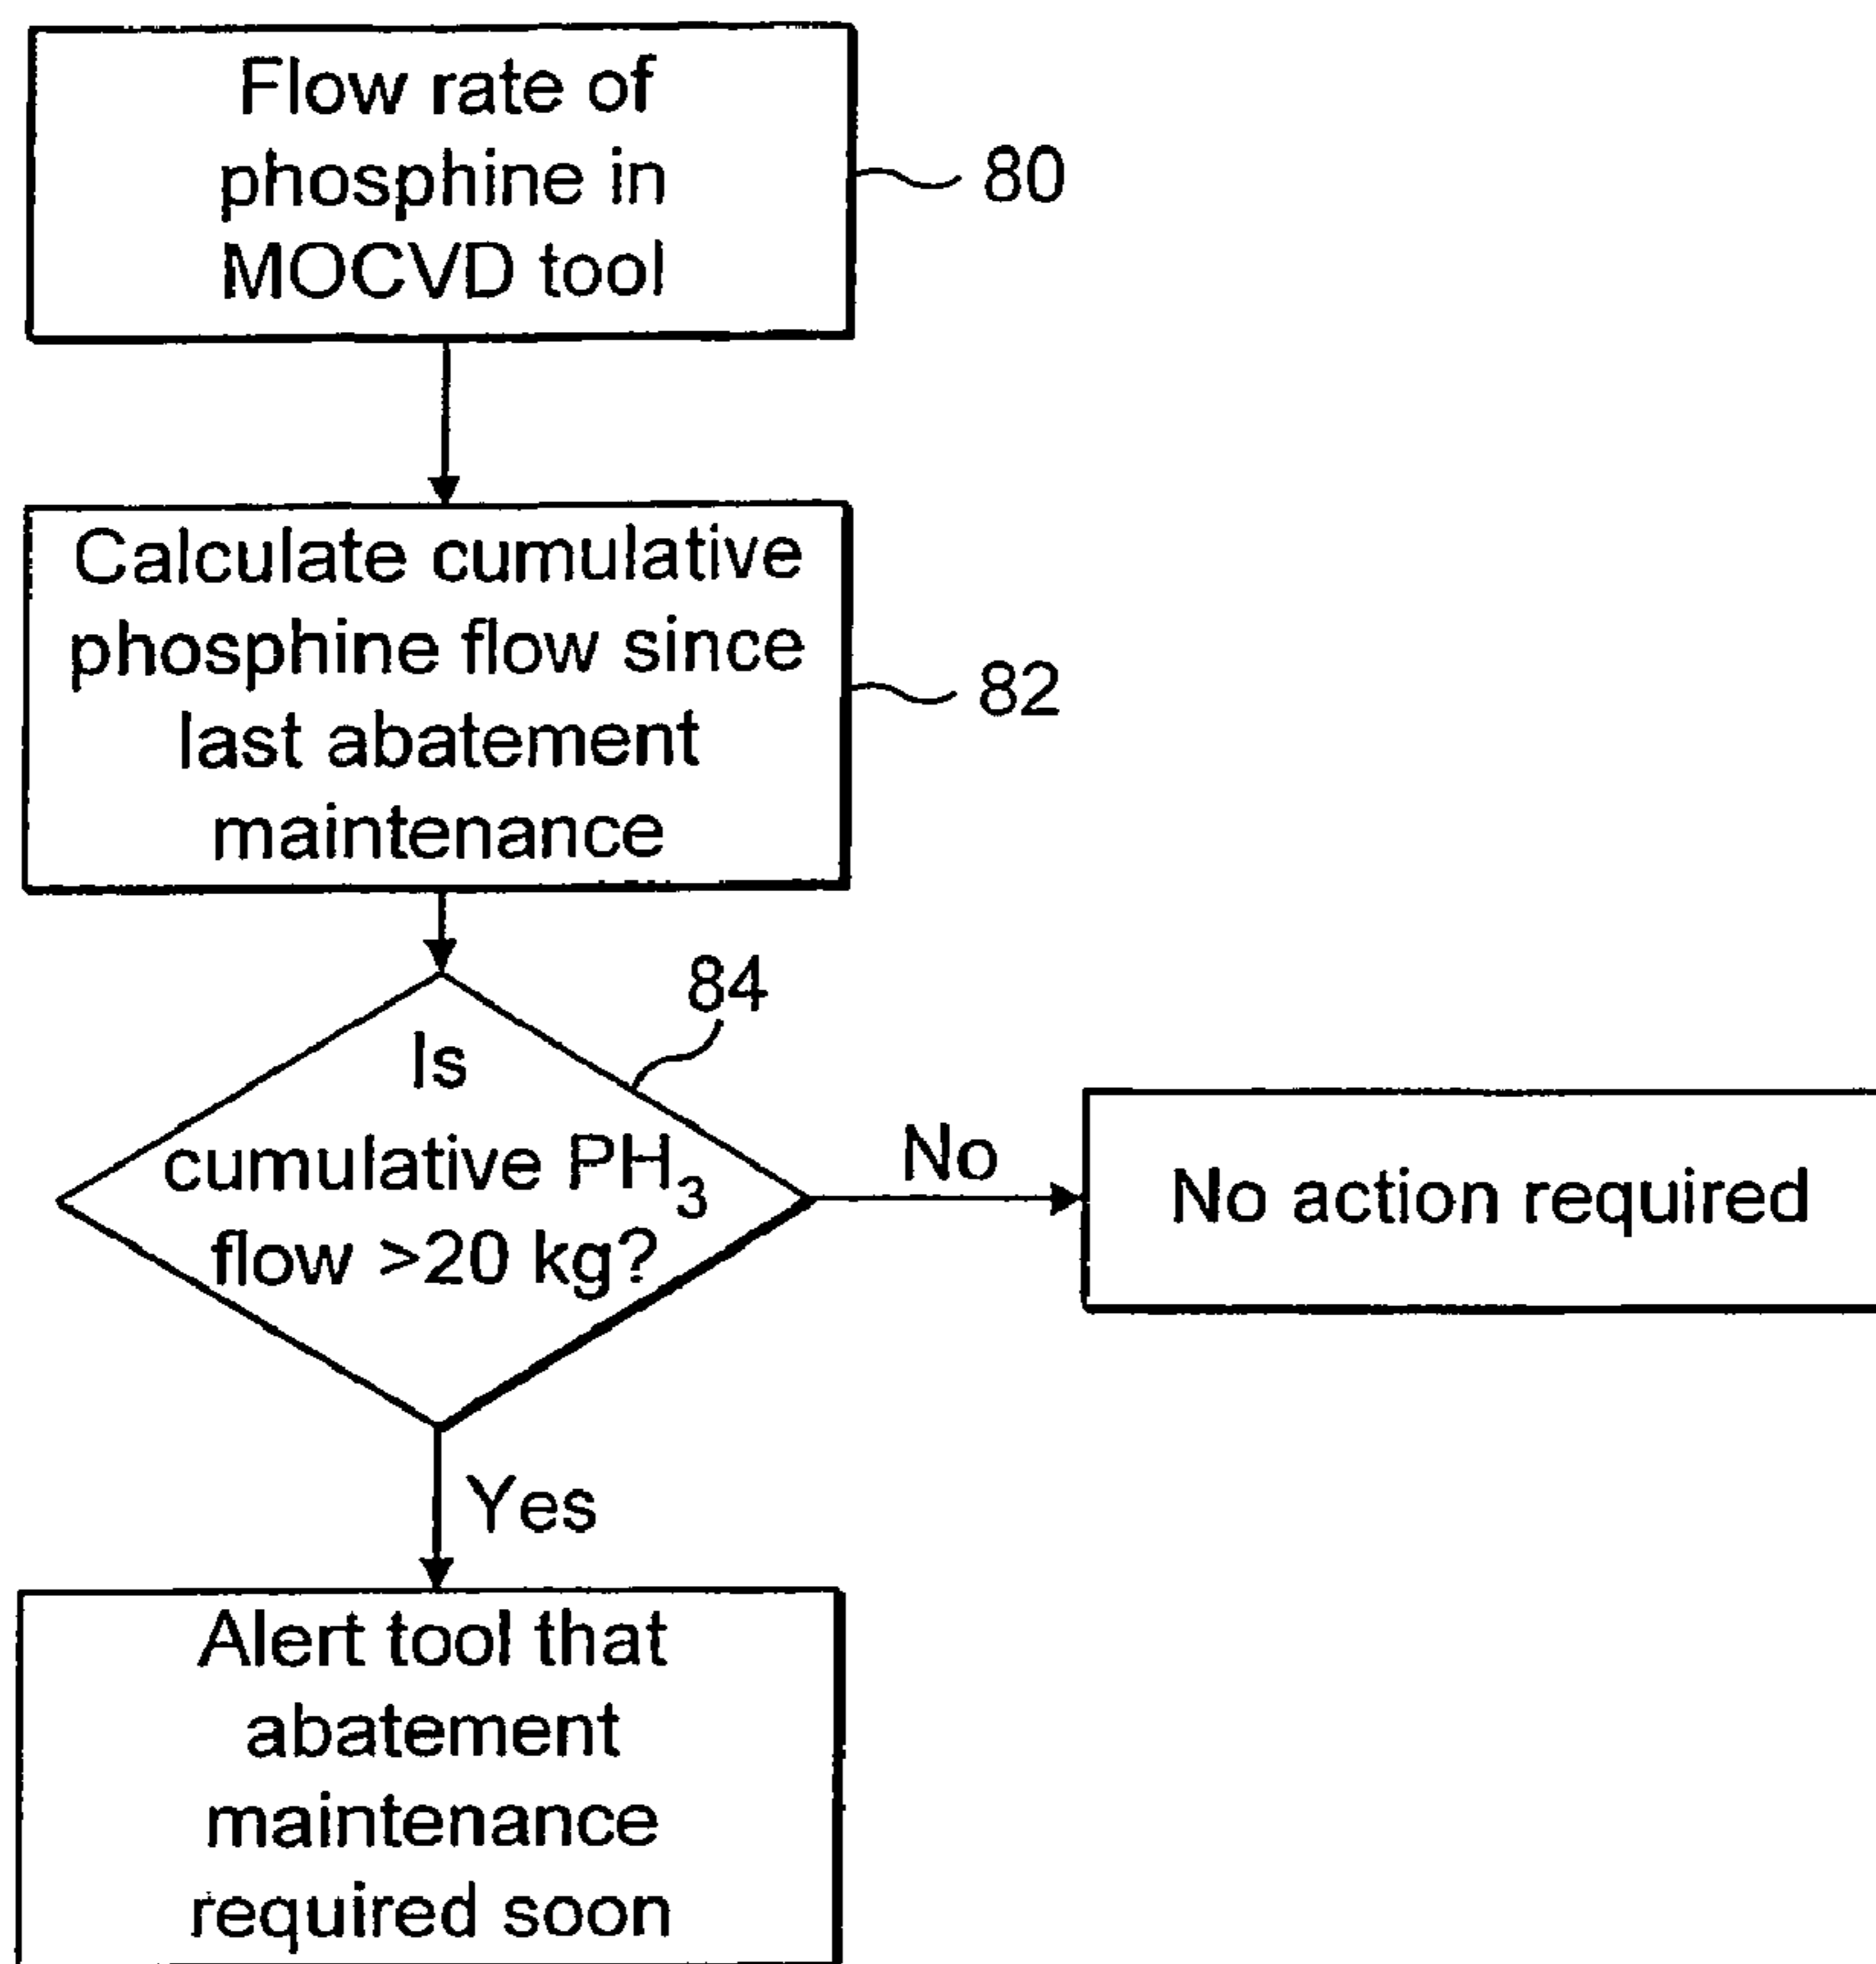 Flow rate of
phosphine in
MOCVD tool
80
Calculate cumulative
phosphine flow since
last abatement
maintenance
82
84
Is
cumulative PH₃
flow >20 kg?
No
No action required
Yes
Alert tool that
abatement
maintenance
required soon